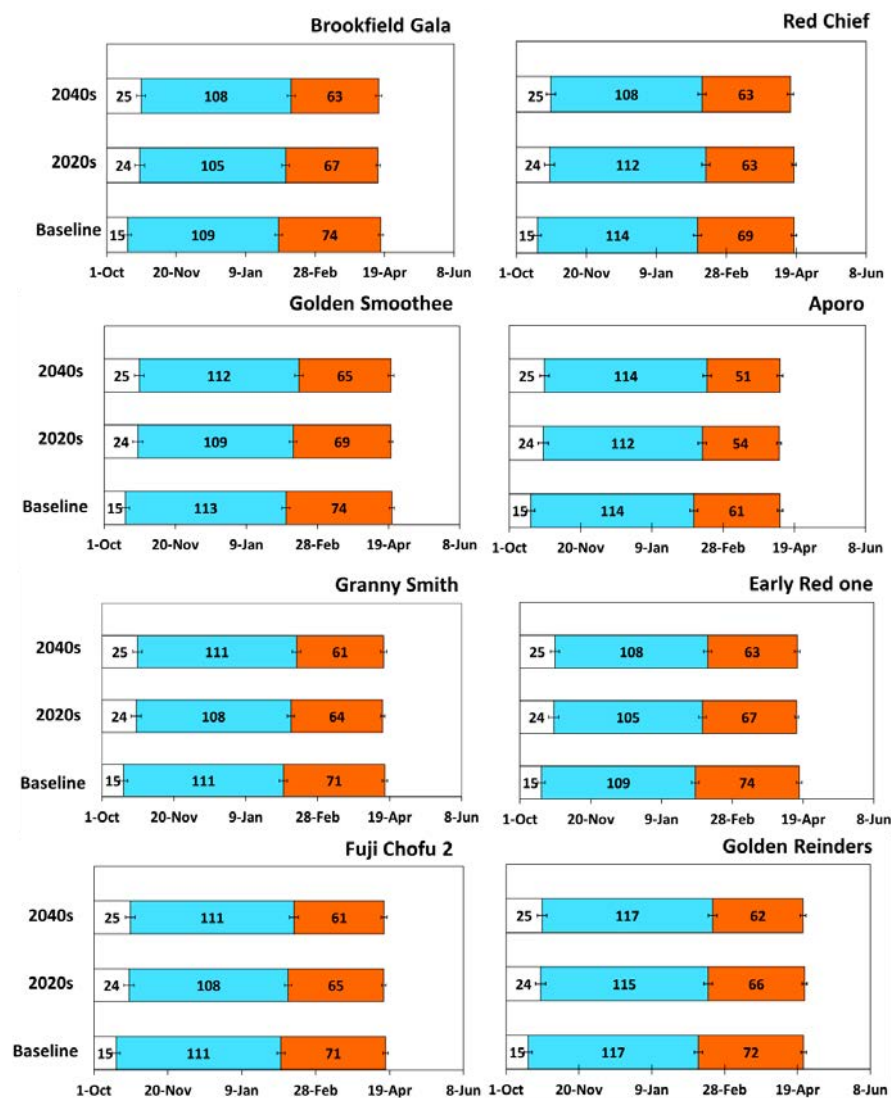 Brookfield Gala
2040s 25 108 63
2020s 24 105 67
Baseline 15 109 74
1-Oct 20-Nov 9-Jan 28-Feb 19-Apr 8-Jun
Red Chief
25 108 63
24 112 63
15 114 69
1-Oct 20-Nov 9-Jan 28-Feb 19-Apr 8-Jun
Golden Smoothee
2040s 25 112 65
2020s 24 109 69
Baseline 15 113 74
1-Oct 20-Nov 9-Jan 28-Feb 19-Apr 8-Jun
Aporo
25 114 51
24 112 54
15 114 61
1-Oct 20-Nov 9-Jan 28-Feb 19-Apr 8-Jun
Granny Smith
2040s 25 111 61
2020s 24 108 64
Baseline 15 111 71
1-Oct 20-Nov 9-Jan 28-Feb 19-Apr 8-Jun
Early Red one
25 108 63
24 105 67
15 109 74
1-Oct 20-Nov 9-Jan 28-Feb 19-Apr 8-Jun
Fuji Chofu 2
2040s 25 111 61
2020s 24 108 65
Baseline 15 111 71
1-Oct 20-Nov 9-Jan 28-Feb 19-Apr 8-Jun
Golden Reinders
25 117 62
24 115 66
15 117 72
1-Oct 20-Nov 9-Jan 28-Feb 19-Apr 8-Jun